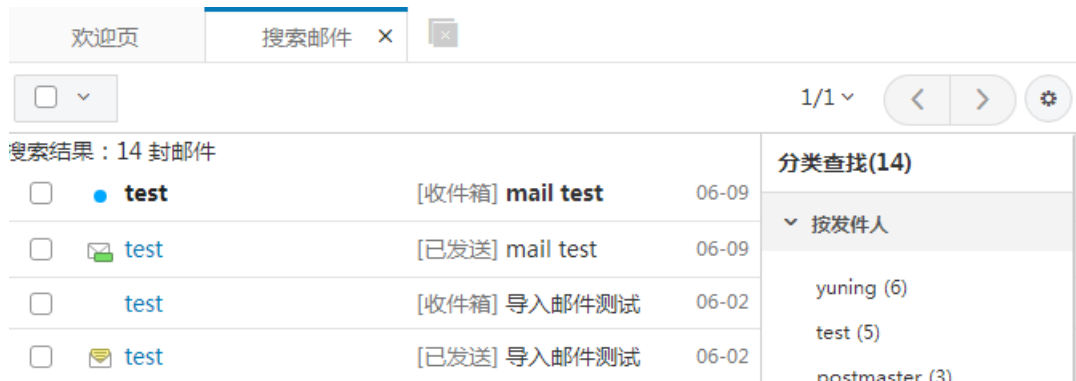 欢迎页 搜索邮件 ×
1/1
搜索结果：14 封邮件
分类查找(14)
test [收件箱] mail test 06-09
按发件人
test [已发送] mail test 06-09
yuning (6)
test [收件箱] 导入邮件测试 06-02
test (5)
test [已发送] 导入邮件测试 06-02
postmaster (3)